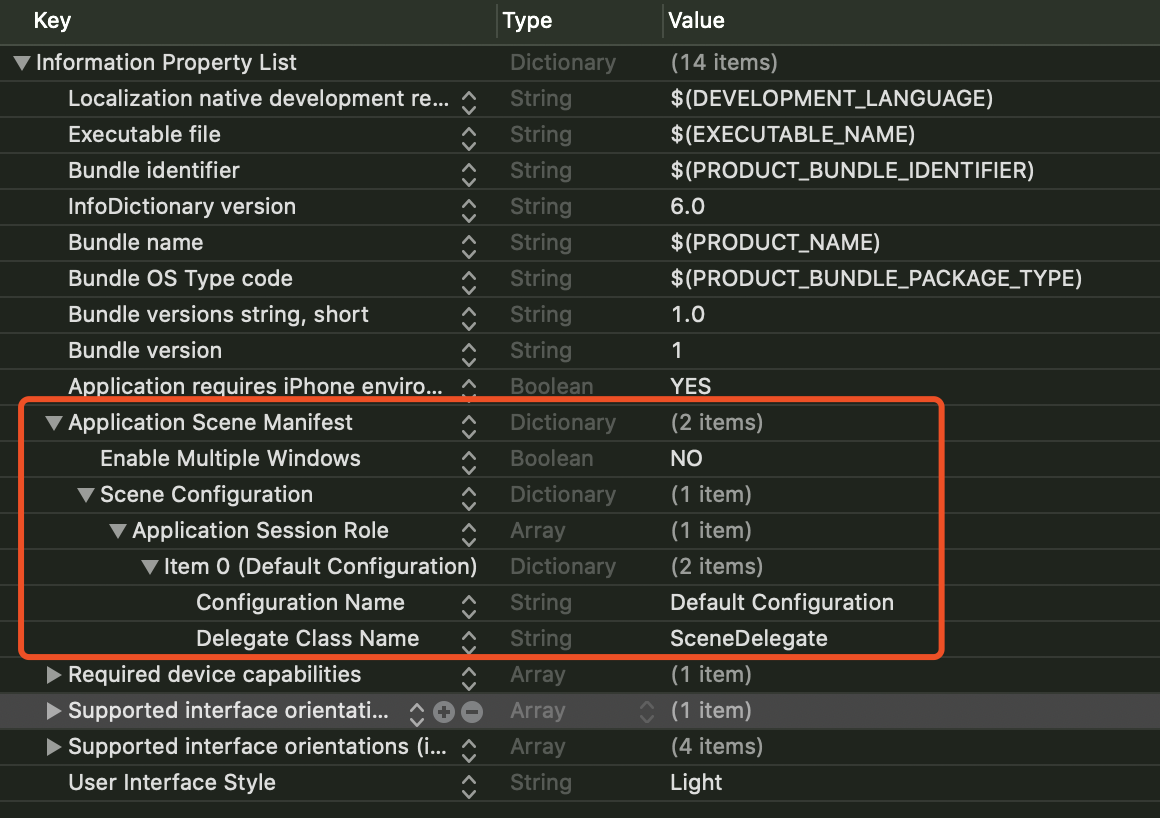 Key Type Value
Information Property List Dictionary (14 items)
Localization native development re... String $(DEVELOPMENT_LANGUAGE)
Executable file String $(EXECUTABLE_NAME)
Bundle identifier String $(PRODUCT_BUNDLE_IDENTIFIER)
InfoDictionary version String 6.0
Bundle name String $(PRODUCT_NAME)
Bundle OS Type code String $(PRODUCT_BUNDLE_PACKAGE_TYPE)
Bundle versions string, short String 1.0
Bundle version String 1
Application requires iPhone enviro... Boolean YES
Application Scene Manifest Dictionary (2 items)
Enable Multiple Windows Boolean NO
Scene Configuration Dictionary (1 item)
Application Session Role Array (1 item)
Item 0 (Default Configuration) Dictionary (2 items)
Configuration Name String Default Configuration
Delegate Class Name String SceneDelegate
Required device capabilities Array (1 item)
Supported interface orientati... Array (1 item)
Supported interface orientations (i... Array (4 items)
User Interface Style String Light